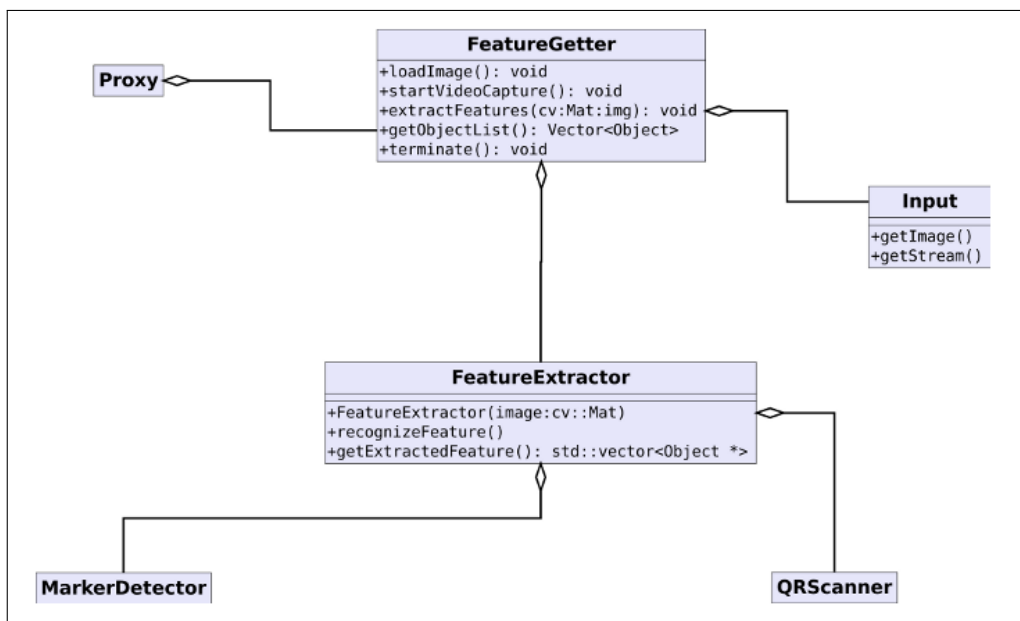 FeatureGetter
+loadImage(): void
+startVideoCapture(): void
+extractFeatures(cv:Mat:img): void
+getObjectList(): Vector<Object>
+terminate(): void
Proxy
Input
+getImage()
+getStream()
FeatureExtractor
+FeatureExtractor(image:cv::Mat)
+recognizeFeature()
+getExtractedFeature(): std::vector<Object *>
MarkerDetector
QRScanner